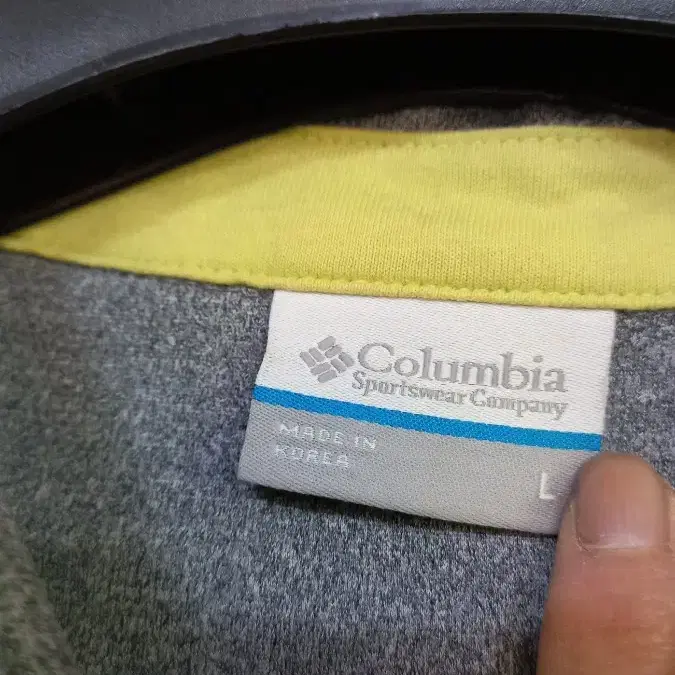 Columbia
Sportswear Company
MADE IN
KOREA
L